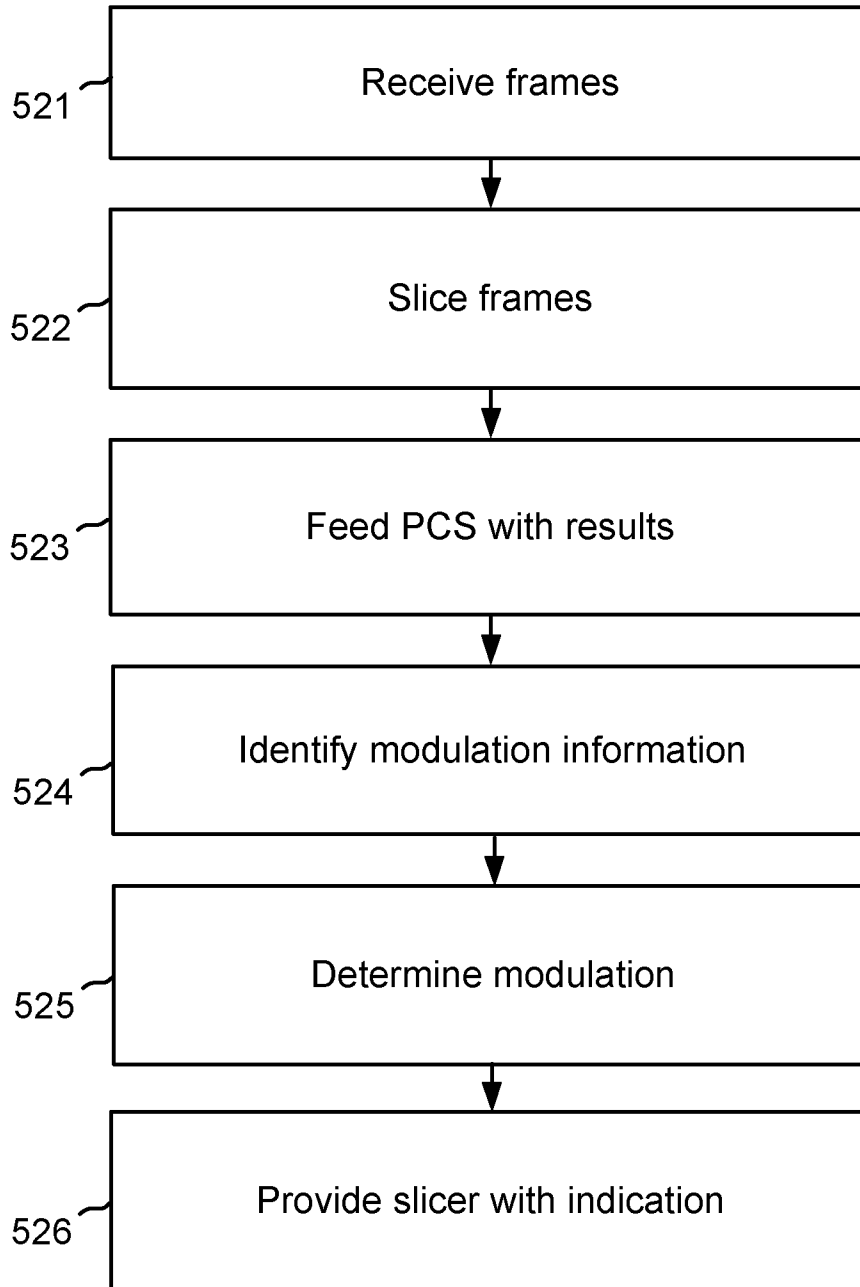 Receive frames
521
Slice frames
522
Feed PCS with results
523
Identify modulation information
524
Determine modulation
525
Provide slicer with indication
526